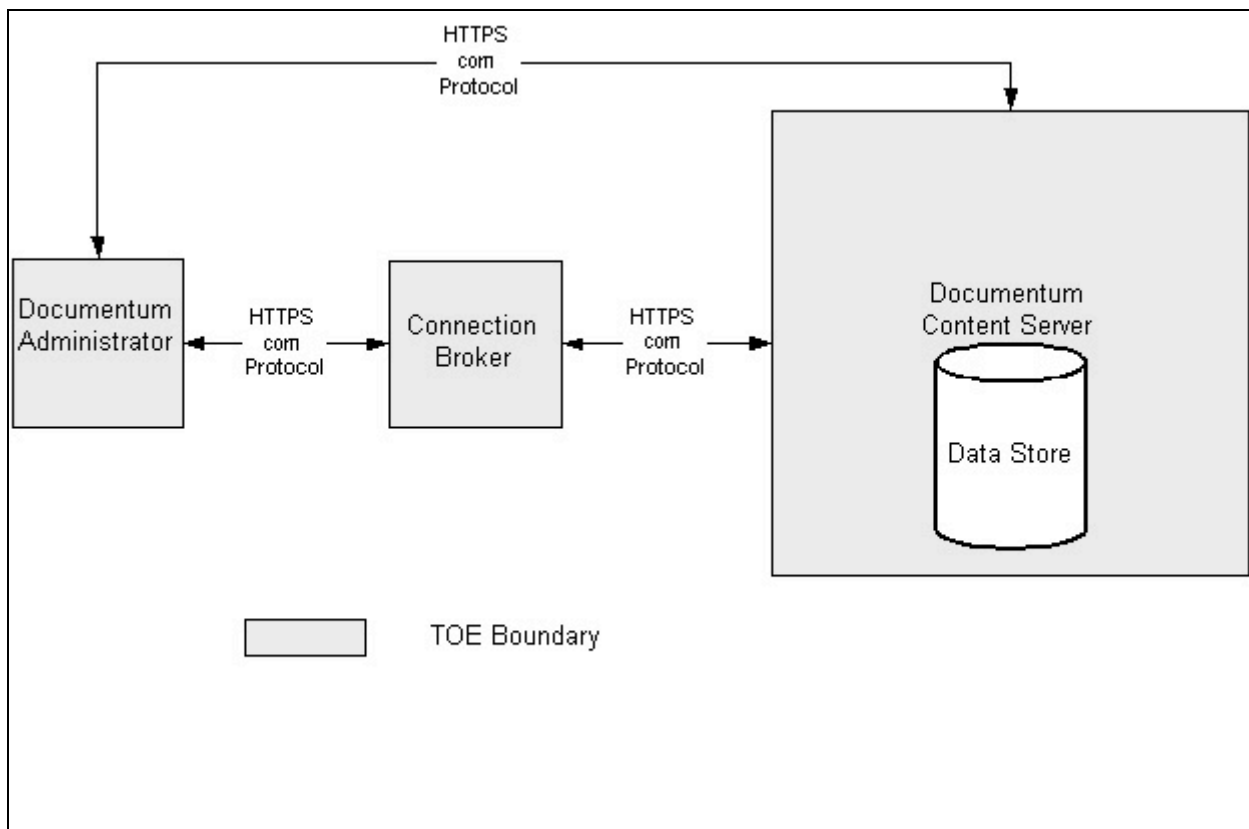 HTTPS
com
Protocol
Documentum
Administrator
HTTPS
com
Protocol
Connection
Broker
HTTPS
com
Protocol
Documentum
Content Server
Data Store
TOE Boundary